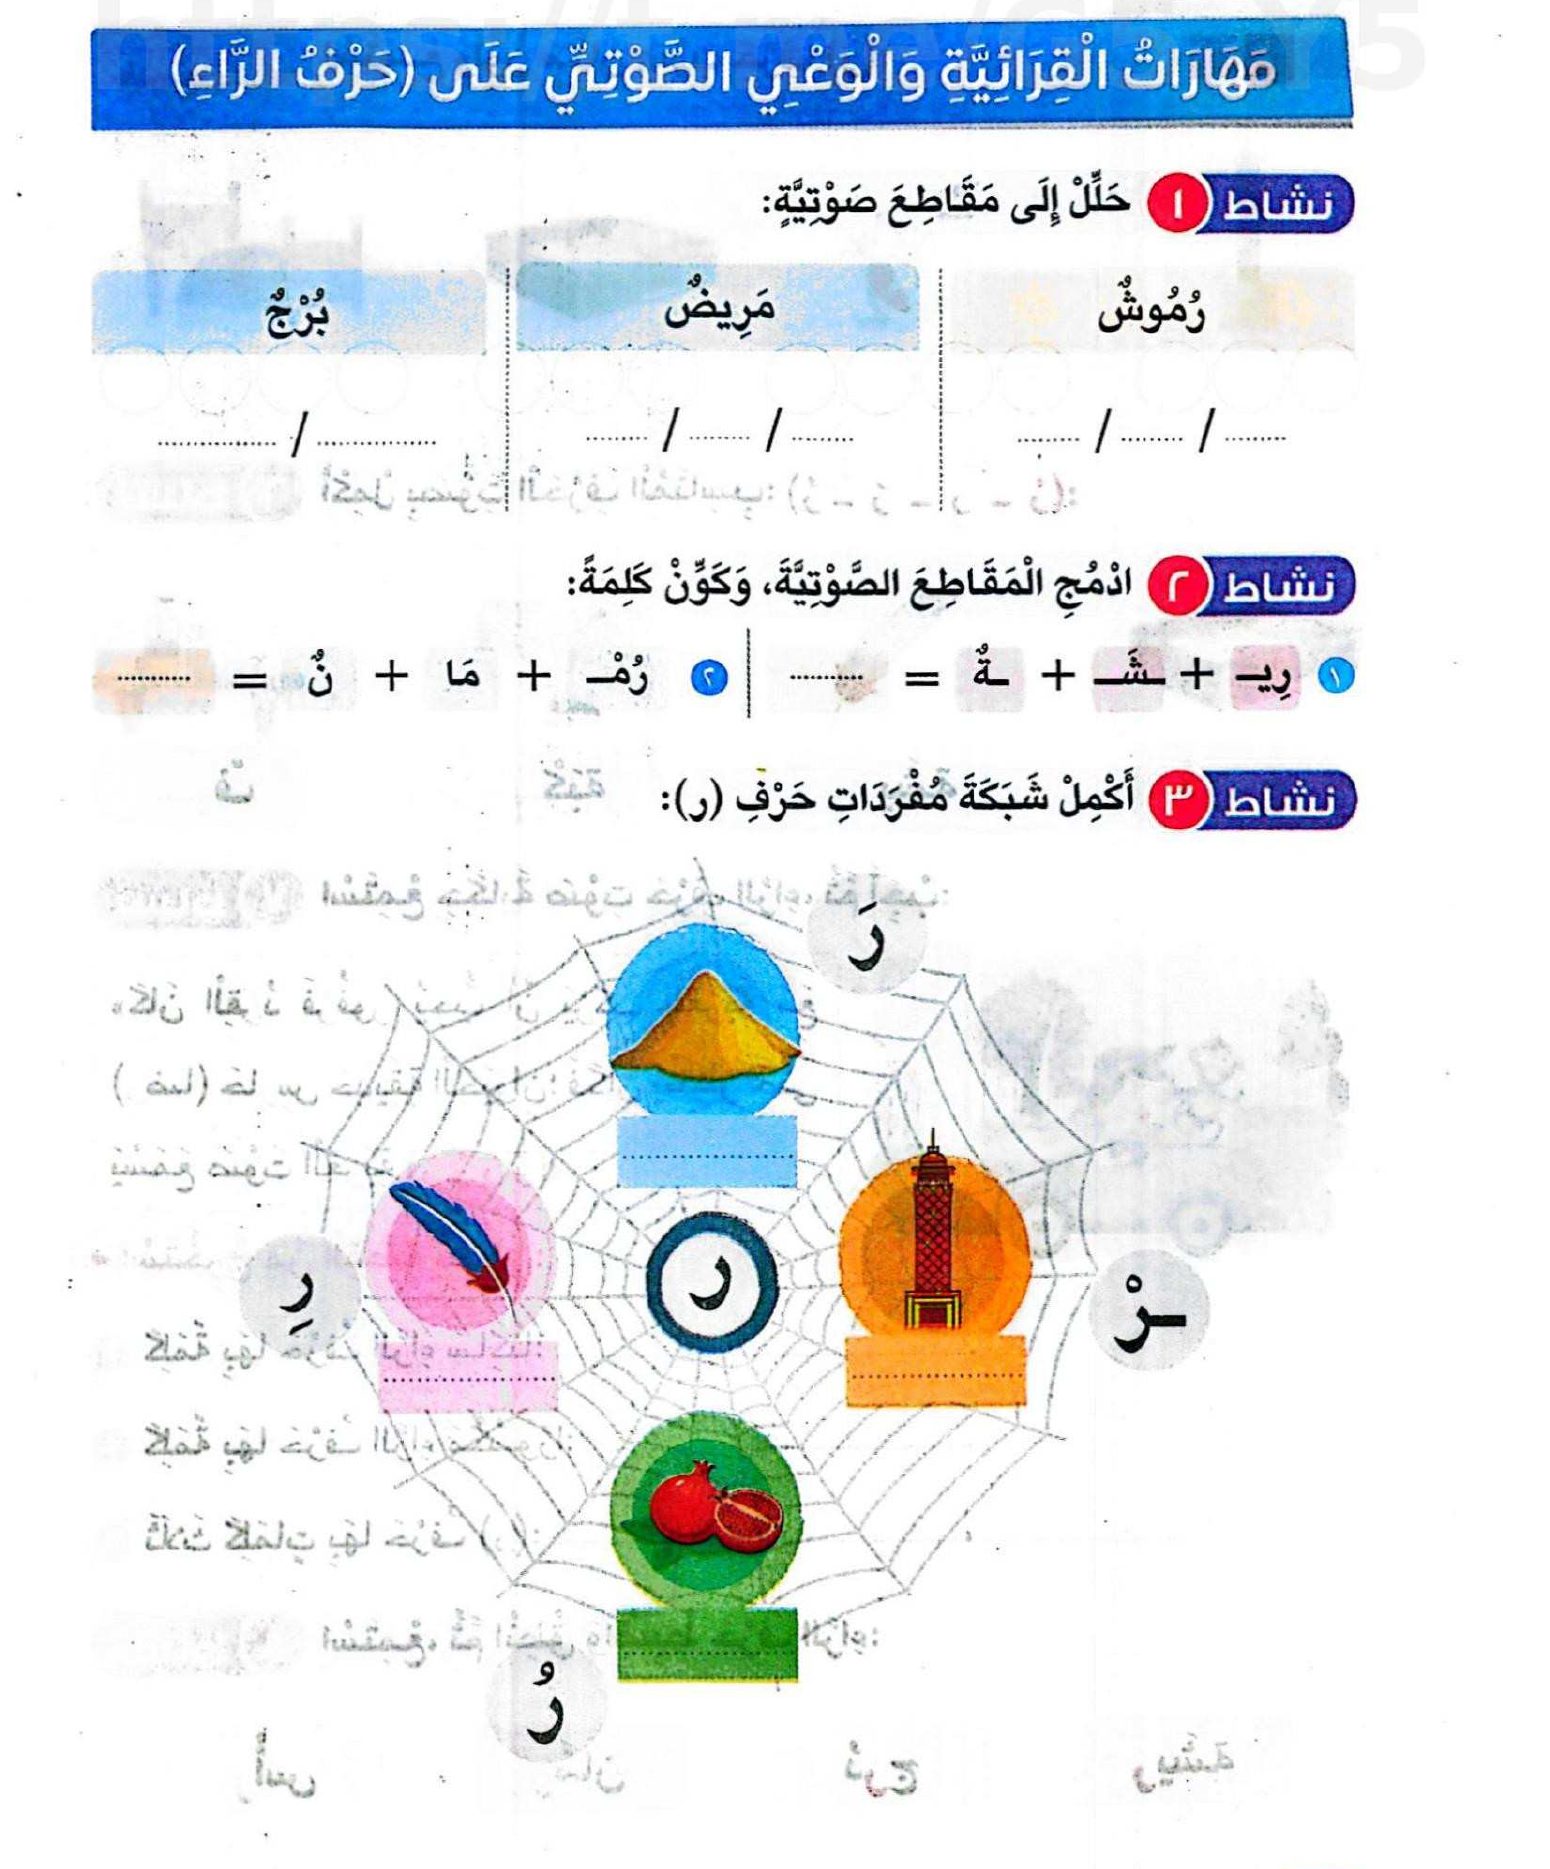 مَهَارَاتُ الْقِرَائِيَّةِ وَالْوَعْيِ الصَّوْتِيِّ عَلَى (حَرْفُ الرَّاءِ)
نشاط ١ حَلِّلْ إِلَى مَقَاطِعَ صَوْتِيَّةٍ:
رُمُوشٌ مَرِيضٌ بُرْجٌ
........ / ........ / ........ ........ / ........ / ........ ................ / ................
نشاط ٢ ادْمُجِ الْمَقَاطِعَ الصَّوْتِيَّةَ، وَكَوِّنْ كَلِمَةً:
١ رِيـ + ـشَـ + ـةٌ = .......... | ٢ رُمْـ + مَا + نٌ = ..........
نشاط ٣ أَكْمِلْ شَبَكَةَ مُفْرَدَاتِ حَرْفِ (ر):
رَ
ر
ـرْ
رِ
رُ